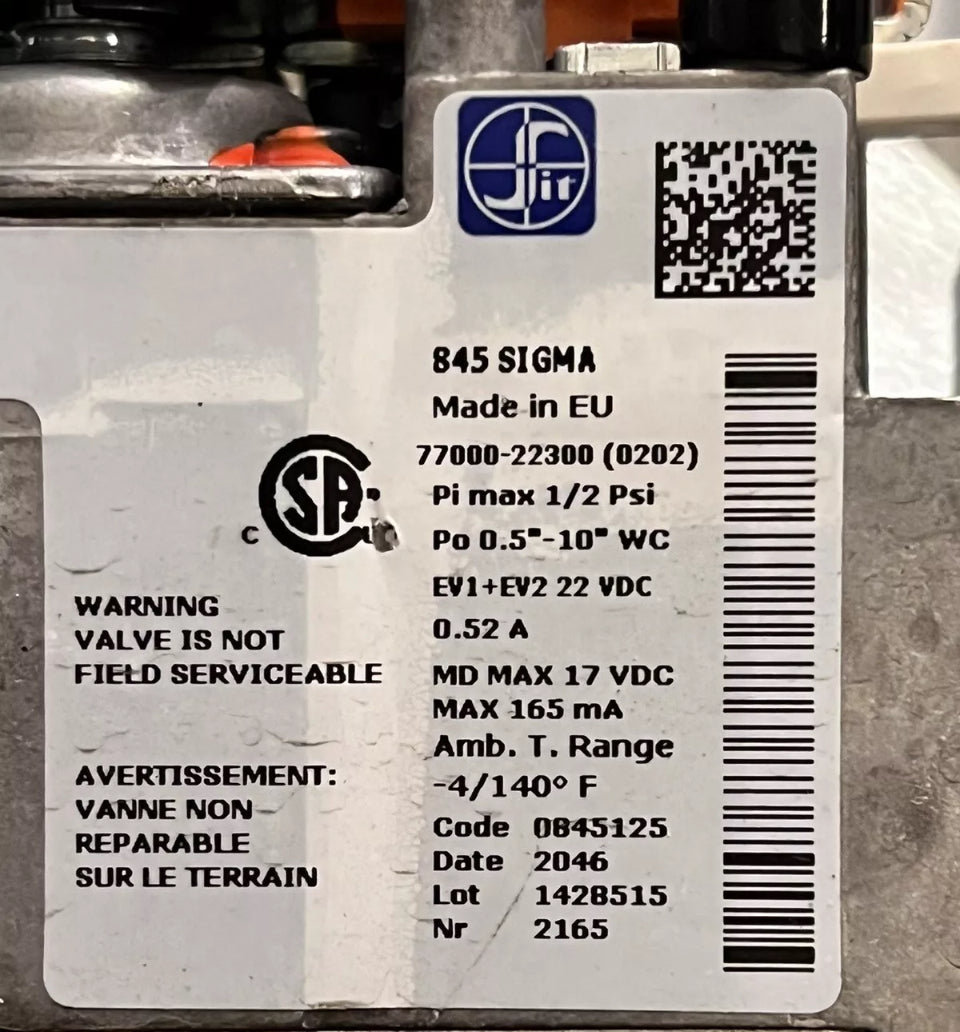 Sit
845 SIGMA
Made in EU
77000-22300 (0202)
Pi max 1/2 Psi
Po 0.5"-10" WC
EV1+EV2 22 VDC
0.52 A
MD MAX 17 VDC
MAX 165 mA
Amb. T. Range
-4/140° F
Code 0845125
Date 2046
Lot 1428515
Nr 2165
C SA
WARNING
VALVE IS NOT
FIELD SERVICEABLE
AVERTISSEMENT:
VANNE NON
REPARABLE
SUR LE TERRAIN